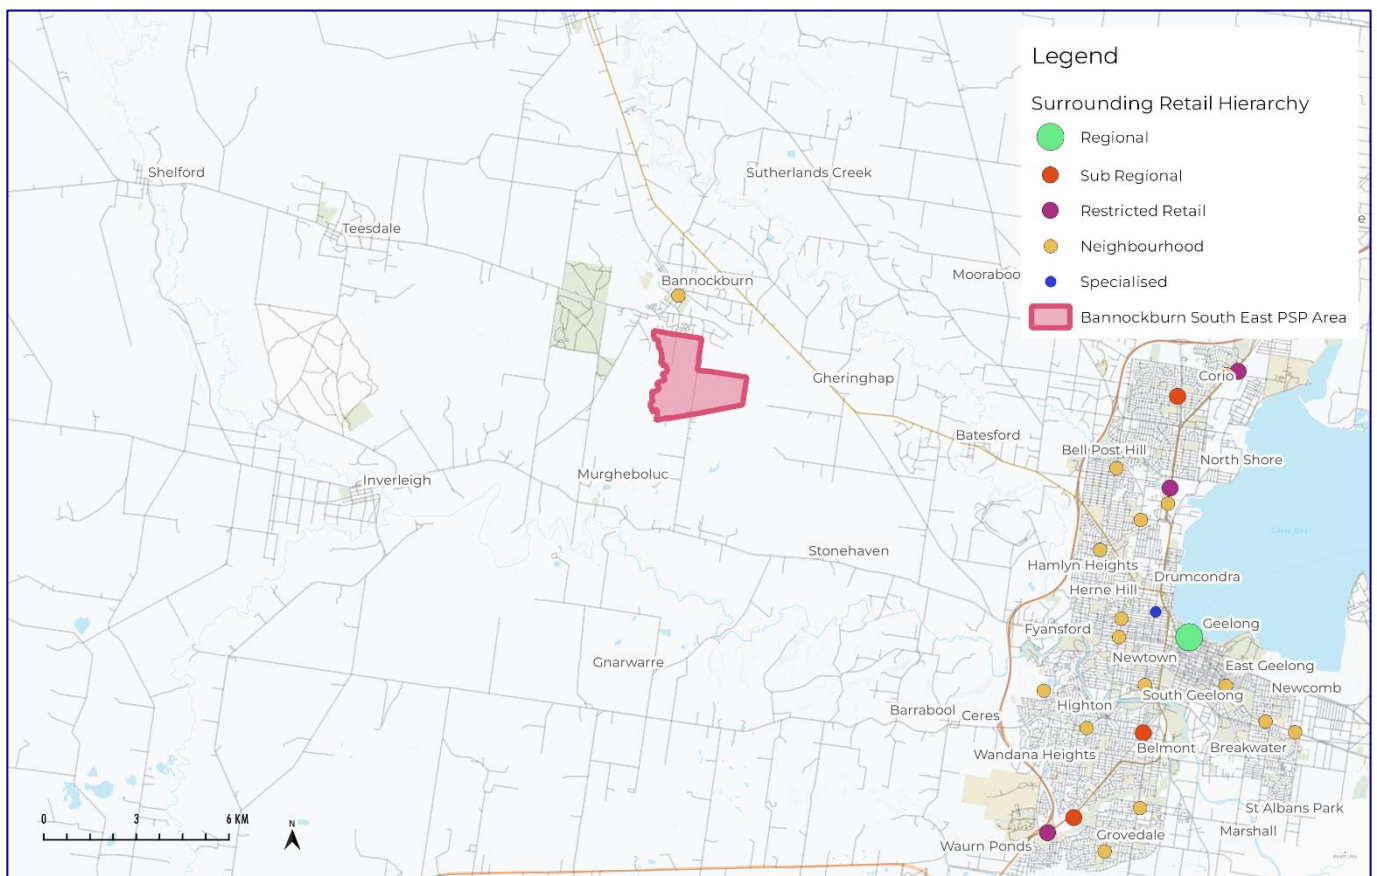 Legend
Surrounding Retail Hierarchy
Regional
Sub Regional
Restricted Retail
Neighbourhood
Specialised
Bannockburn South East PSP Area
Shelford
Sutherlands Creek
Teesdale
Bannockburn
Mooraboo
Gheringhap
Corio
Batesford
Bell Post Hill
North Shore
Murgheboluc
Inverleigh
Stonehaven
Hamlyn Heights
Drumcondra
Herne Hill
Geelong
Fyansford
Gnarwarre
Newtown
East Geelong
Newcomb
South Geelong
Highton
Barrabool
Ceres
Wandana Heights
Belmont
Breakwater
St Albans Park
Marshall
Grovedale
Waurn Ponds
0 3 6 KM
N